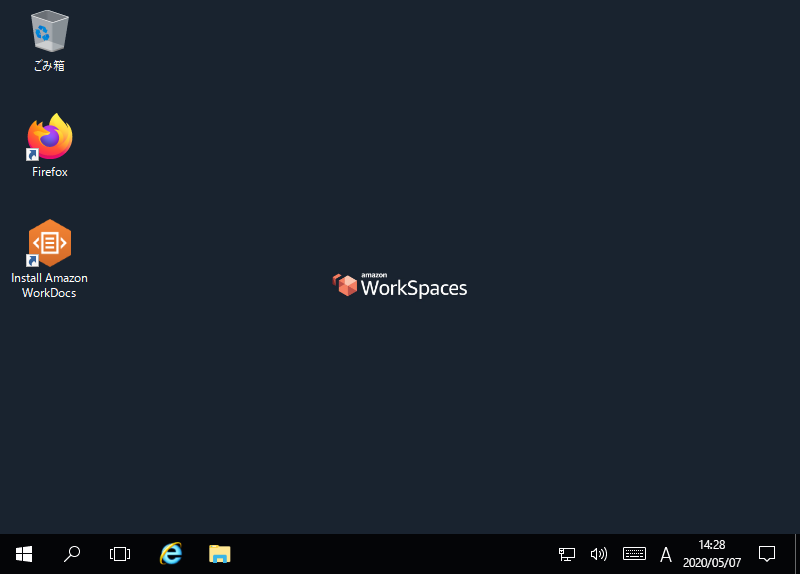 ごみ箱
Firefox
Install Amazon
WorkDocs
amazon
WorkSpaces
A
14:28
2020/05/07